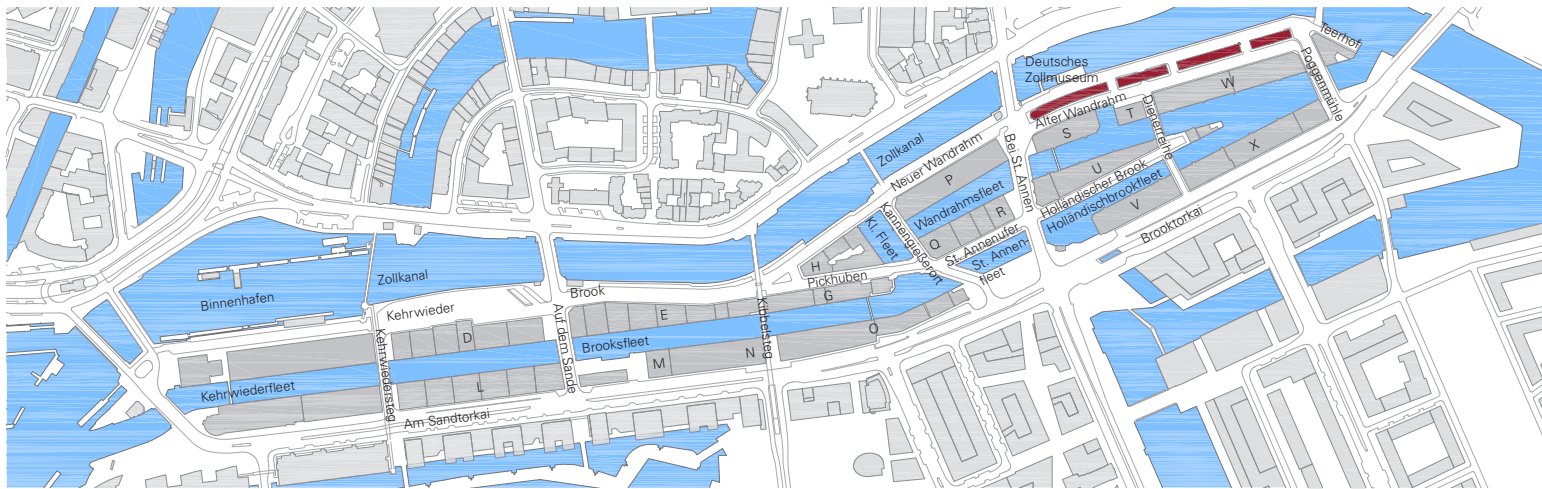 Teerhof
Deutsches
Zollmuseum
Poggenmühle
W
Alter Wandrahm
Dienerreihe
T
S
Zollkanal
Neuer Wandrahm
Bei St. Annen
X
U
Holländischer Brook
Holländischbrookfleet
V
Brooktorkai
P
Wandrahmsfleet
R
Kannengießerort
Kl. Fleet
Q
St. Annenufer
St. Annen-
fleet
H
Pickhuben
G
Zollkanal
Binnenhafen
Brook
Kehrwieder
Auf dem Sande
E
Kibbelsteg
O
Brooksfleet
D
M
N
Kehrwiedersteg
Kehrwiederfleet
L
Am Sandtorkai